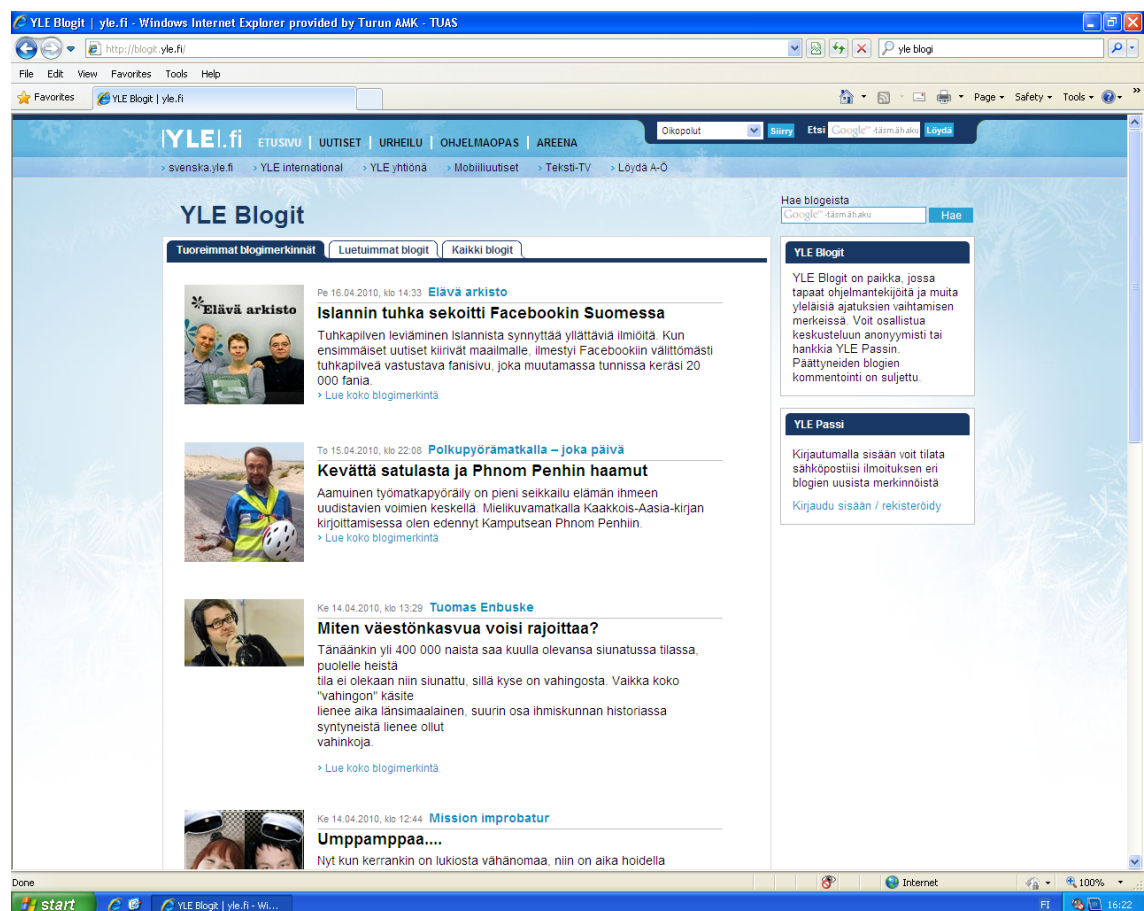 YLE Blogit | yle.fi - Windows Internet Explorer provided by Turun AMK - TUAS
http://blogit.yle.fi/
yle blogi
File Edit View Favorites Tools Help
Favorites YLE Blogit | yle.fi
Page Safety Tools
YLE.fi ETUSIVU | UUTISET | URHEILU | OHJELMAOPAS | AREENA
Oikopolut Siirry Etsi Google™ -täsmähaku Löydä
svenska.yle.fi YLE international YLE yhtiönä Mobiiliuutiset Teksti-TV Löydä A-Ö
YLE Blogit
Hae blogeista
Google™ -täsmähaku Hae
Tuoreimmat blogimerkinnät Luetuimmat blogit Kaikki blogit
Elävä arkisto
Pe 16.04.2010, klo 14:33 Elävä arkisto
Islannin tuhka sekoitti Facebookin Suomessa
Tuhkapilven leviäminen Islannista synnyttää yllättäviä ilmiöitä. Kun
ensimmäiset uutiset kiirivät maailmalle, ilmestyi Facebookiin välittömästi
tuhkapilveä vastustava fanisivu, joka muutamassa tunnissa keräsi 20
000 fania.
› Lue koko blogimerkintä
To 15.04.2010, klo 22:08 Polkupyörämatkalla – joka päivä
Kevättä satulasta ja Phnom Penhin haamut
Aamuinen työmatkapyöräily on pieni seikkailu elämän ihmeen
uudistavien voimien keskellä. Mielikuvamatkalla Kaakkois-Aasia-kirjan
kirjoittamisessa olen edennyt Kamputsean Phnom Penhiin.
› Lue koko blogimerkintä
Ke 14.04.2010, klo 13:29 Tuomas Enbuske
Miten väestönkasvua voisi rajoittaa?
Tänäänkin yli 400 000 naista saa kuulla olevansa siunatussa tilassa,
puolelle heistä
tila ei olekaan niin siunattu, sillä kyse on vahingosta. Vaikka koko
"vahingon" käsite
lienee aika länsimaalainen, suurin osa ihmiskunnan historiassa
syntyneistä lienee ollut
vahinkoja.
› Lue koko blogimerkintä
Ke 14.04.2010, klo 12:44 Mission improbatur
Umppamppaa....
Nyt kun kerrankin on lukiosta vähänomaa, niin on aika hoidella
YLE Blogit
YLE Blogit on paikka, jossa
tapaat ohjelmantekijöitä ja muita
yleläisiä ajatuksien vaihtamisen
merkeissä. Voit osallistua
keskusteluun anonyymisti tai
hankkia YLE Passin.
Päättyneiden blogien
kommentointi on suljettu.
YLE Passi
Kirjautumalla sisään voit tilata
sähköpostiisi ilmoituksen eri
blogien uusista merkinnöistä
Kirjaudu sisään / rekisteröidy
Done Internet 100%
start YLE Blogit | yle.fi - Wi... FI 16:22